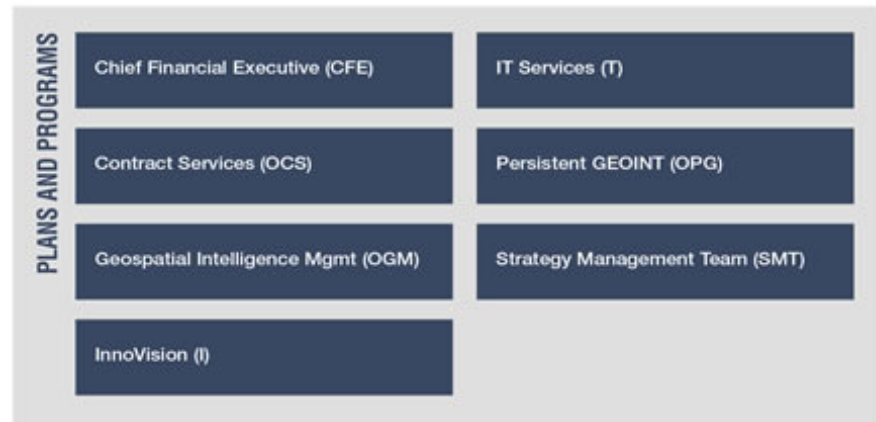 PLANS AND PROGRAMS
Chief Financial Executive (CFE)
IT Services (T)
Contract Services (OCS)
Persistent GEOINT (OPG)
Geospatial Intelligence Mgmt (OGM)
Strategy Management Team (SMT)
InnoVision (I)